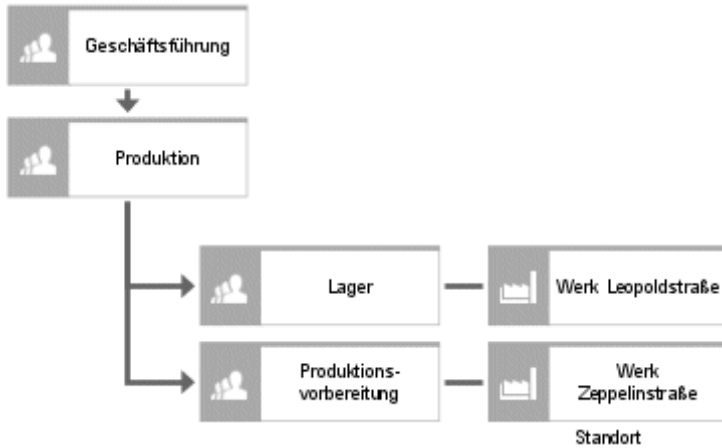 Geschäftsführung
Produktion
Lager
Werk Leopoldstraße
Produktions-
vorbereitung
Werk
Zeppelinstraße
Standort